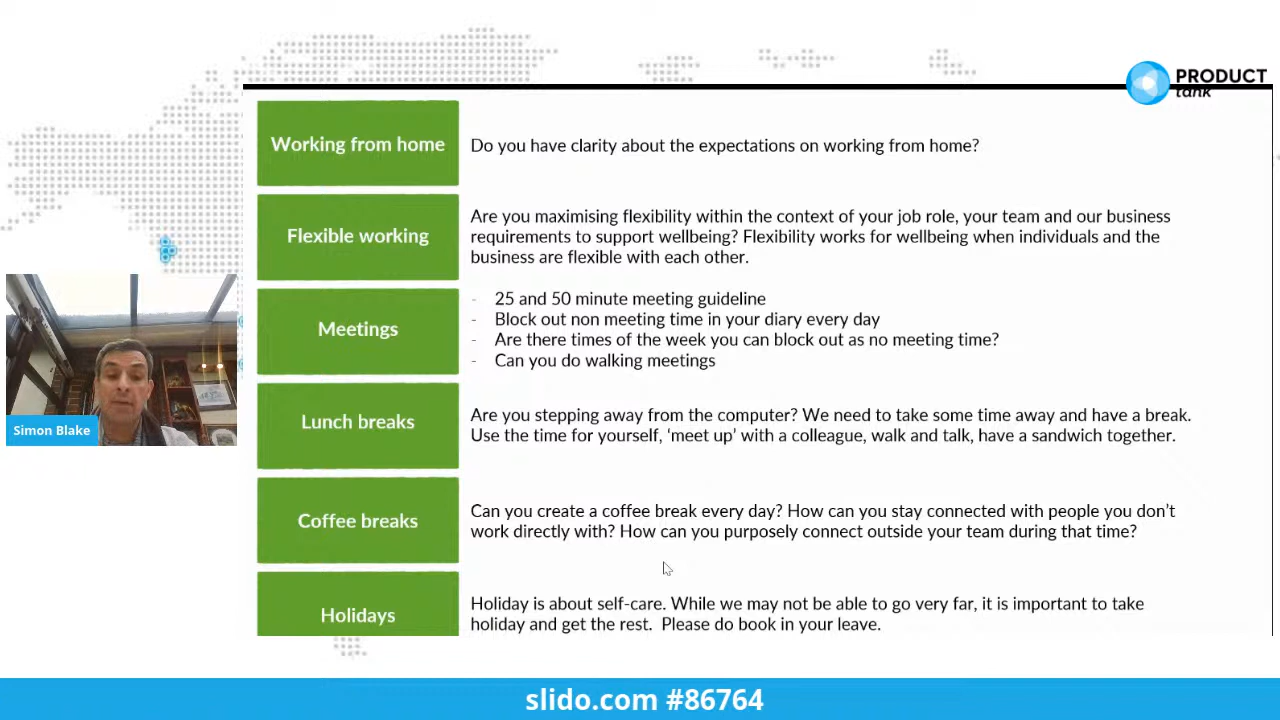 PRODUCT
tank
Working from home
Do you have clarity about the expectations on working from home?
Flexible working
Are you maximising flexibility within the context of your job role, your team and our business
requirements to support wellbeing? Flexibility works for wellbeing when individuals and the
business are flexible with each other.
Meetings
- 25 and 50 minute meeting guideline
- Block out non meeting time in your diary every day
- Are there times of the week you can block out as no meeting time?
- Can you do walking meetings
Lunch breaks
Are you stepping away from the computer? We need to take some time away and have a break.
Use the time for yourself, ‘meet up’ with a colleague, walk and talk, have a sandwich together.
Coffee breaks
Can you create a coffee break every day? How can you stay connected with people you don’t
work directly with? How can you purposely connect outside your team during that time?
Holidays
Holiday is about self-care. While we may not be able to go very far, it is important to take
holiday and get the rest.  Please do book in your leave.
Simon Blake
slido.com #86764